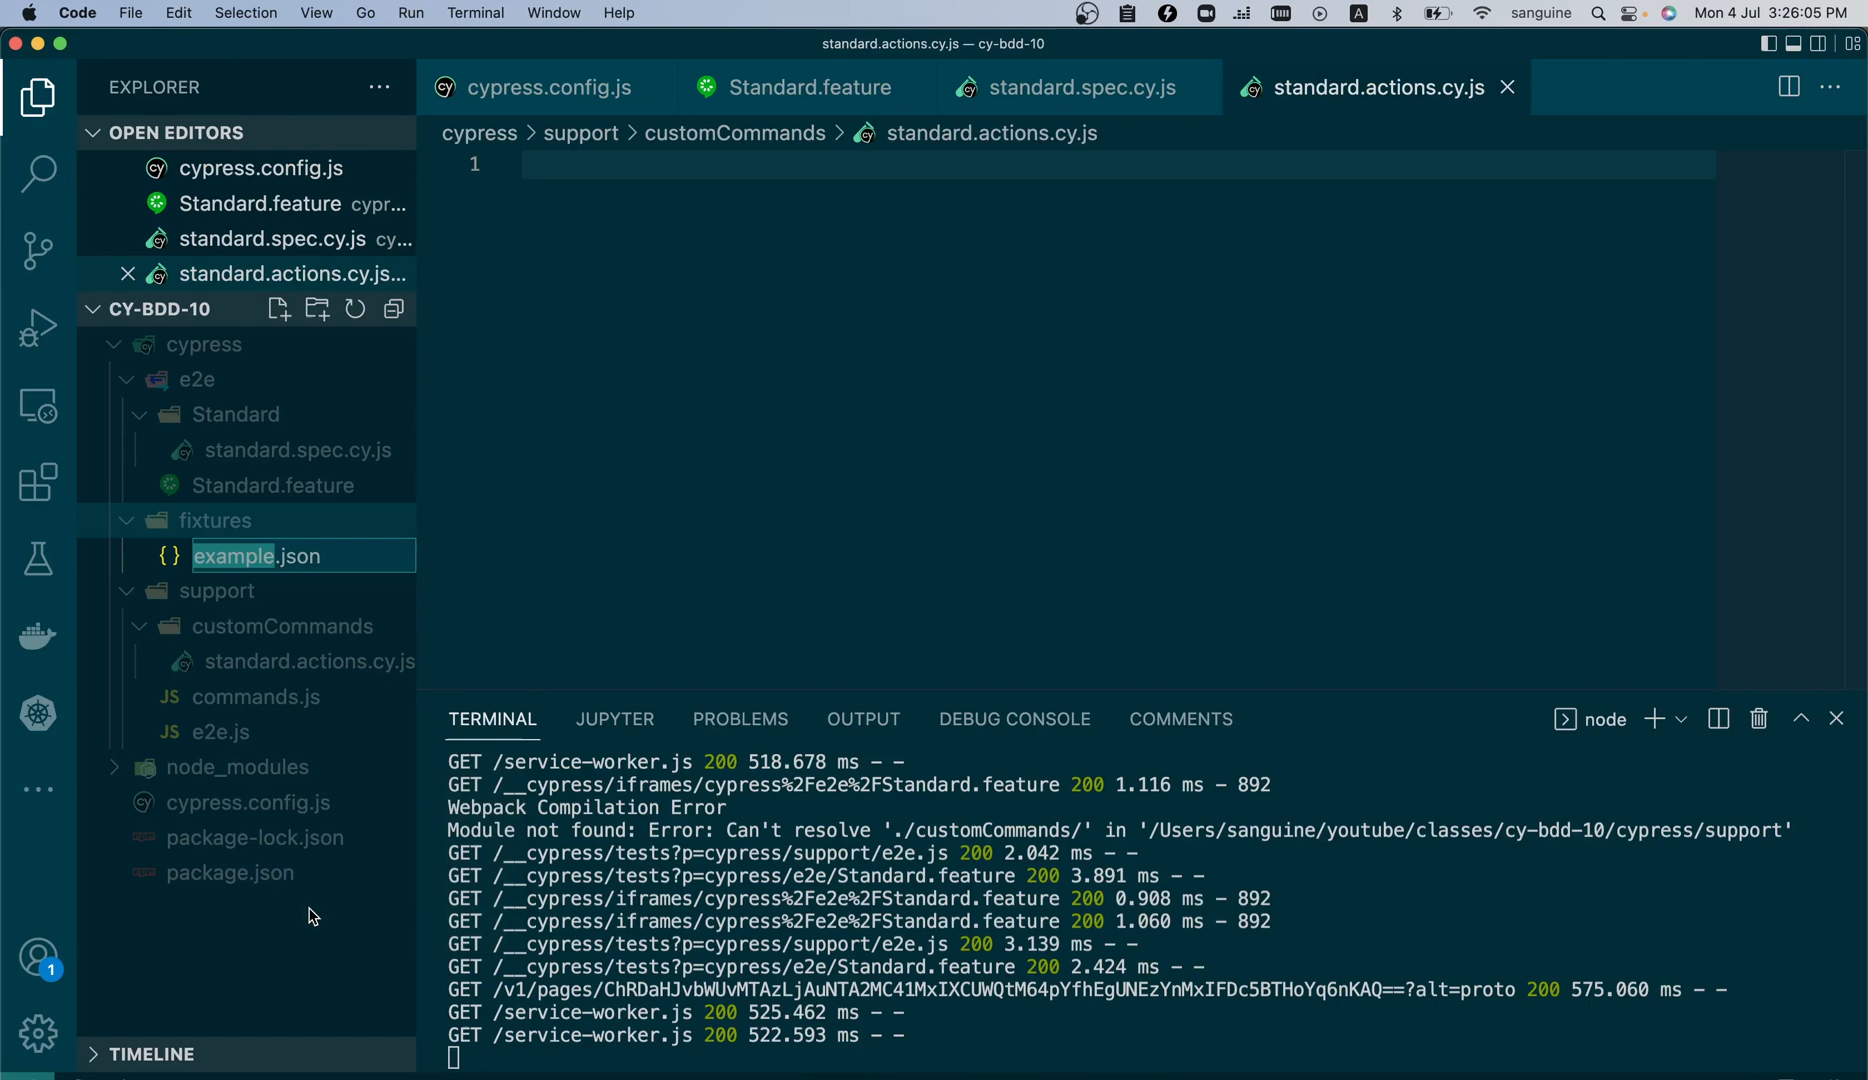 Code File Edit Selection View Go Run Terminal Window Help A sanguine Mon 4 Jul 3:26:05 PM
standard.actions.cy.js — cy-bdd-10
EXPLORER
cypress.config.js Standard.feature standard.spec.cy.js standard.actions.cy.js
OPEN EDITORS
cypress > support > customCommands > standard.actions.cy.js
1
cypress.config.js
Standard.feature cypr...
standard.spec.cy.js cy...
standard.actions.cy.js...
CY-BDD-10
cypress
e2e
Standard
standard.spec.cy.js
Standard.feature
fixtures
{ } example.json
support
customCommands
standard.actions.cy.js
JS commands.js
JS e2e.js
node_modules
cypress.config.js
package-lock.json
package.json
1
TIMELINE
TERMINAL JUPYTER PROBLEMS OUTPUT DEBUG CONSOLE COMMENTS node
GET /service-worker.js 200 518.678 ms - -
GET /__cypress/iframes/cypress%2Fe2e%2FStandard.feature 200 1.116 ms - 892
Webpack Compilation Error
Module not found: Error: Can't resolve './customCommands/' in '/Users/sanguine/youtube/classes/cy-bdd-10/cypress/support'
GET /__cypress/tests?p=cypress/support/e2e.js 200 2.042 ms - -
GET /__cypress/tests?p=cypress/e2e/Standard.feature 200 3.891 ms - -
GET /__cypress/iframes/cypress%2Fe2e%2FStandard.feature 200 0.908 ms - 892
GET /__cypress/iframes/cypress%2Fe2e%2FStandard.feature 200 1.060 ms - 892
GET /__cypress/tests?p=cypress/support/e2e.js 200 3.139 ms - -
GET /__cypress/tests?p=cypress/e2e/Standard.feature 200 2.424 ms - -
GET /v1/pages/ChRDaHJvbWUvMTAzLjAuNTA2MC41MxIXCUWQtM64pYfhEgUNEzYnMxIFDc5BTHoYq6nKAQ==?alt=proto 200 575.060 ms - -
GET /service-worker.js 200 525.462 ms - -
GET /service-worker.js 200 522.593 ms - -